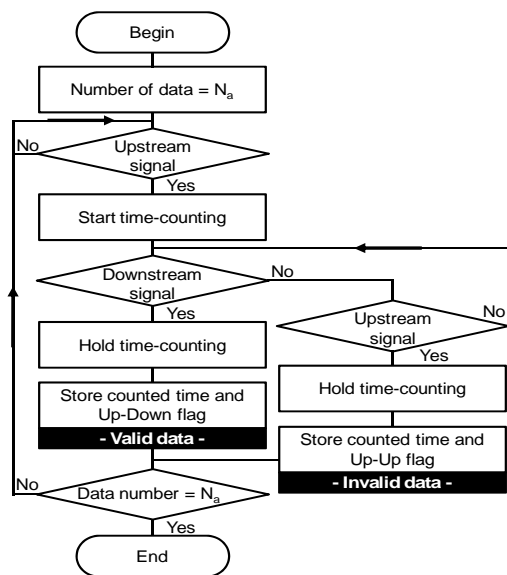 Begin
Number of data = Nₐ
No
Upstream
signal
Yes
Start time-counting
Downstream
signal
No
Yes
Upstream
signal
No
Yes
Hold time-counting
Hold time-counting
Store counted time and
Up-Down flag
- Valid data -
Store counted time and
Up-Up flag
- Invalid data -
No
Data number = Nₐ
Yes
End